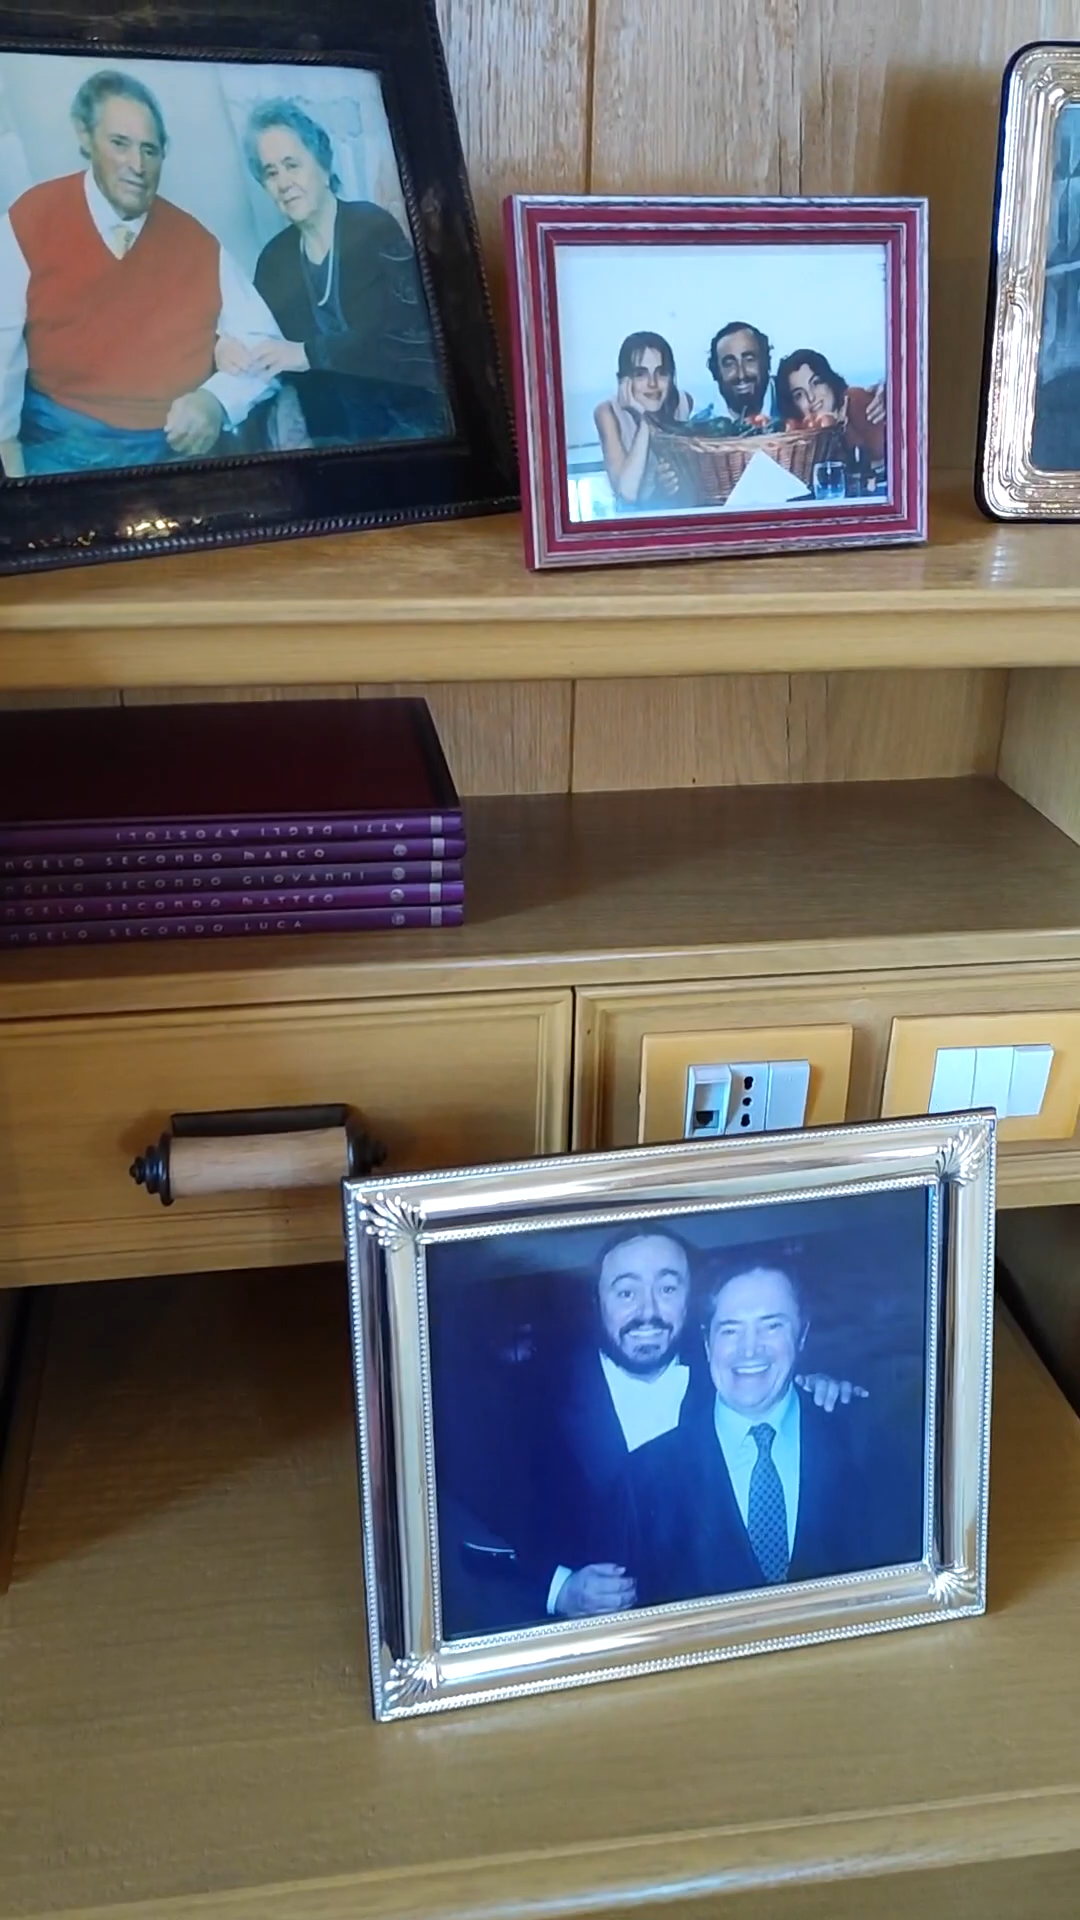 ATTI DEGLI APOSTOLI
NGELO SECONDO MARCO
NGELO SECONDO GIOVANNI
NGELO SECONDO MATTEO
NGELO SECONDO LUCA